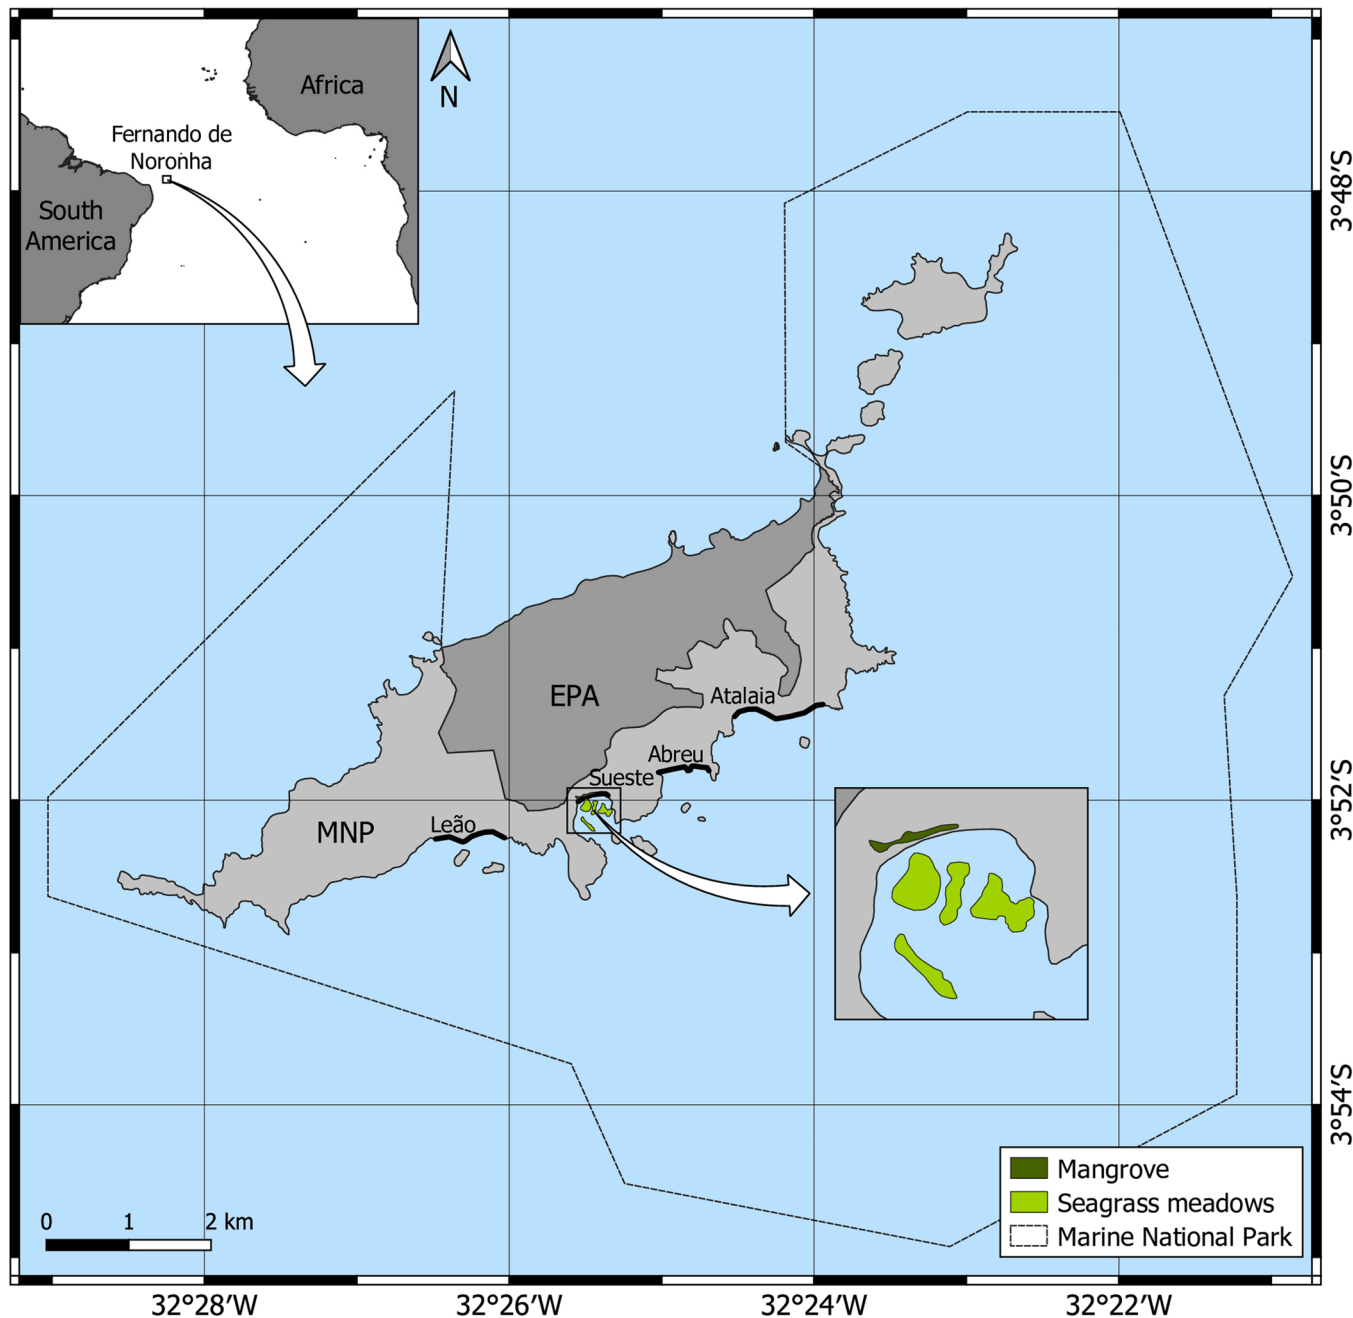 Africa
Fernando de
Noronha
South
America
N
3°48'S
3°50'S
EPA
Atalaia
Abreu
Sueste
MNP
Leão
3°52'S
3°54'S
Mangrove
Seagrass meadows
Marine National Park
0 1 2 km
32°28'W 32°26'W 32°24'W 32°22'W